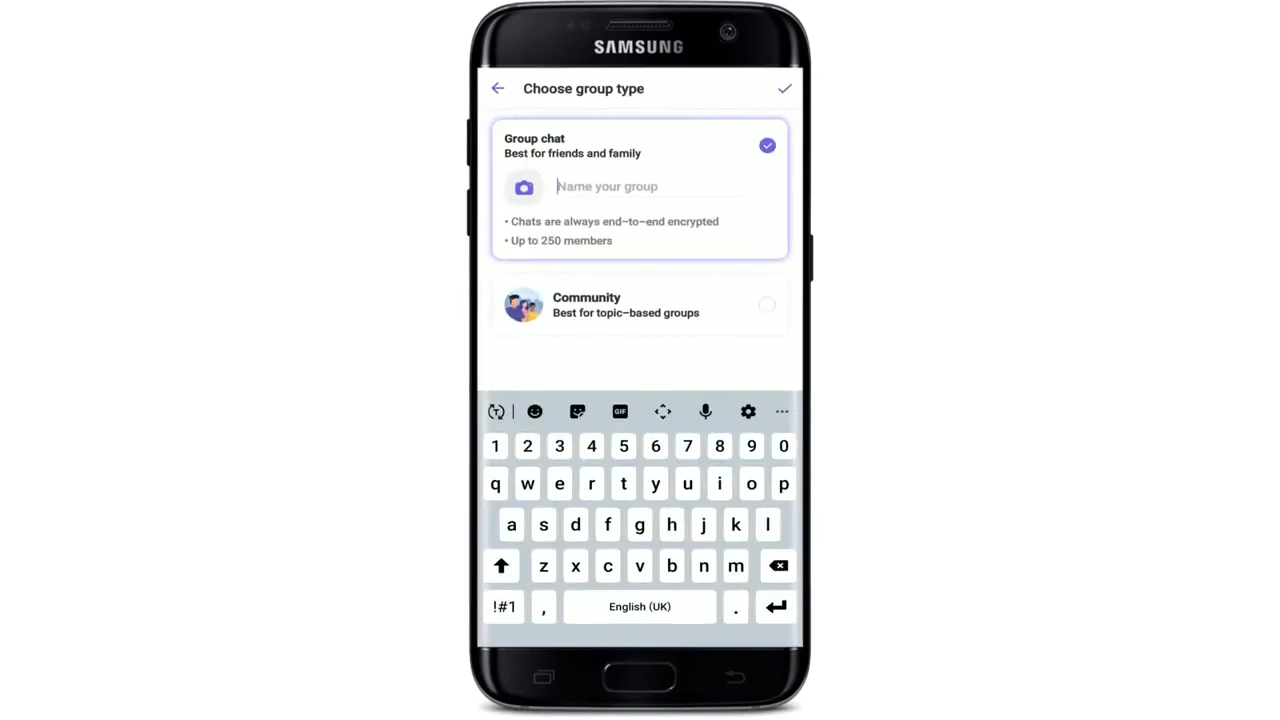 SAMSUNG
Choose group type
Group chat
Best for friends and family
Name your group
• Chats are always end-to-end encrypted
• Up to 250 members
Community
Best for topic-based groups
T GIF
1 2 3 4 5 6 7 8 9 0
q w e r t y u i o p
a s d f g h j k l
z x c v b n m
!#1 , English (UK) .